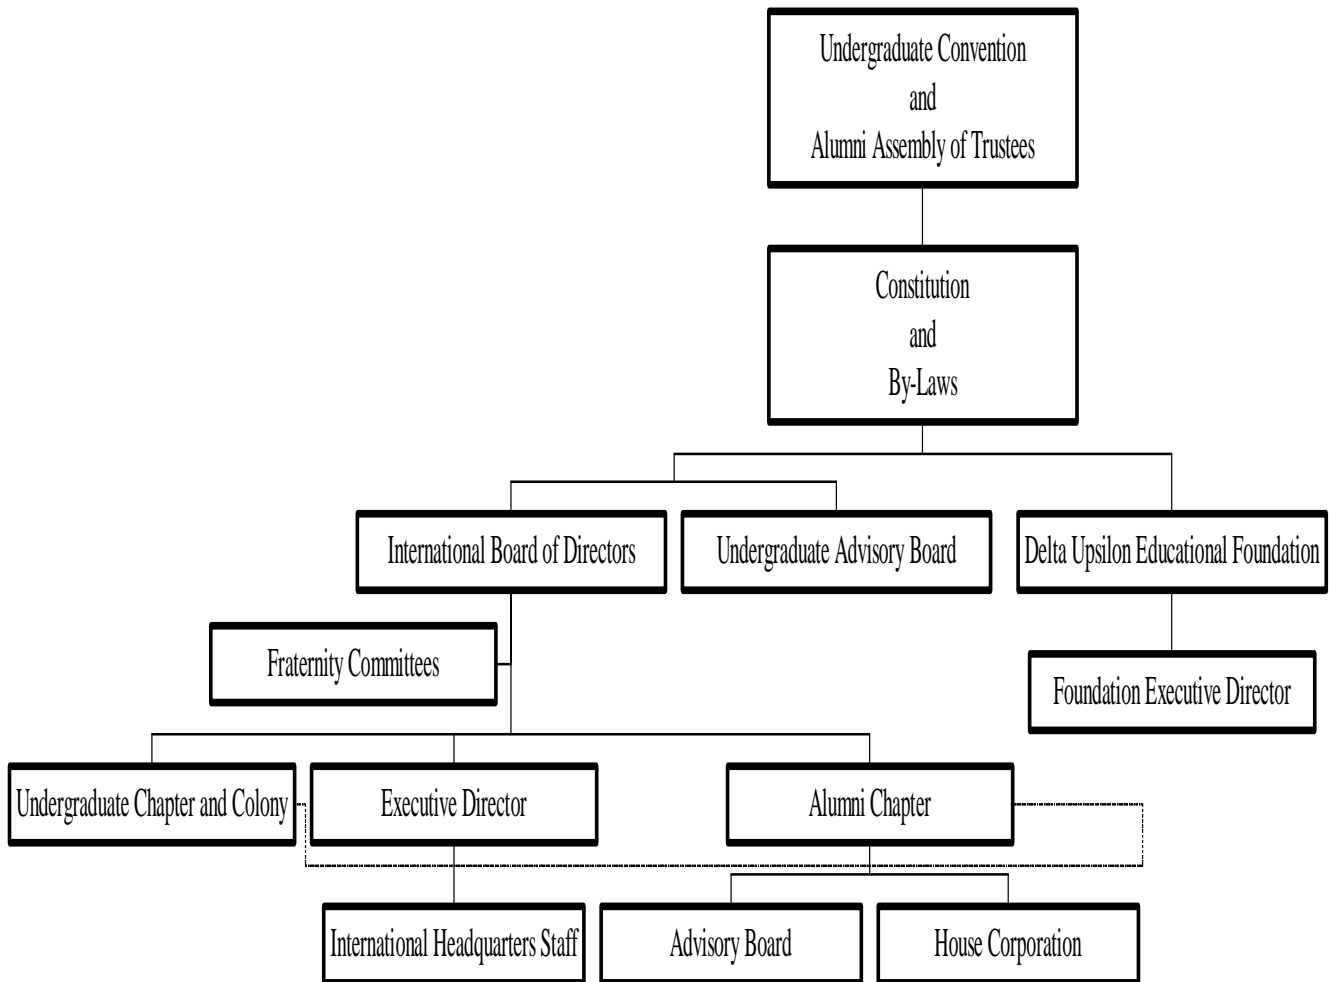 Undergraduate Convention
and
Alumni Assembly of Trustees
Constitution
and
By-Laws
International Board of Directors
Undergraduate Advisory Board
Delta Upsilon Educational Foundation
Fraternity Committees
Foundation Executive Director
Undergraduate Chapter and Colony
Executive Director
Alumni Chapter
International Headquarters Staff
Advisory Board
House Corporation